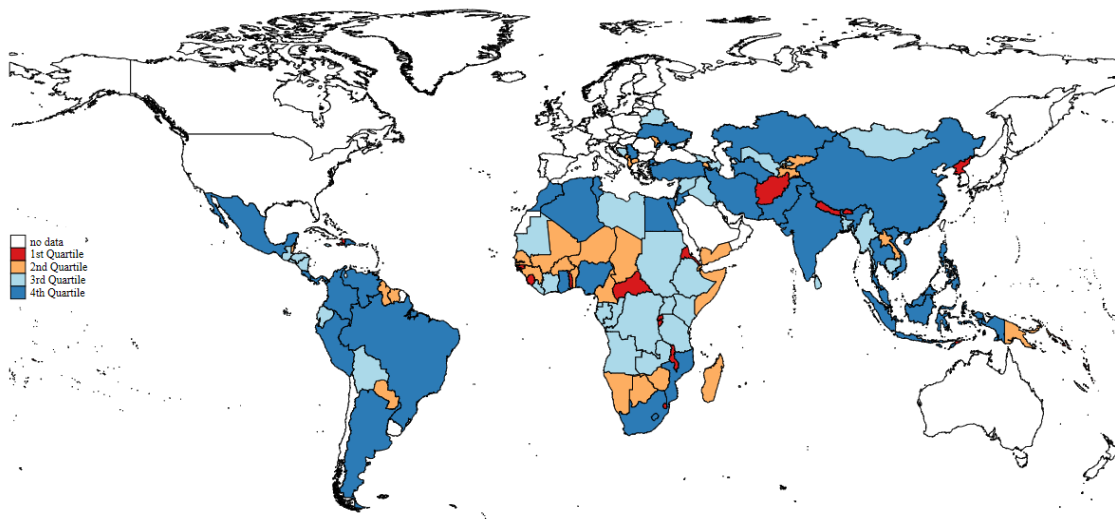 no data
1st Quartile
2nd Quartile
3rd Quartile
4th Quartile